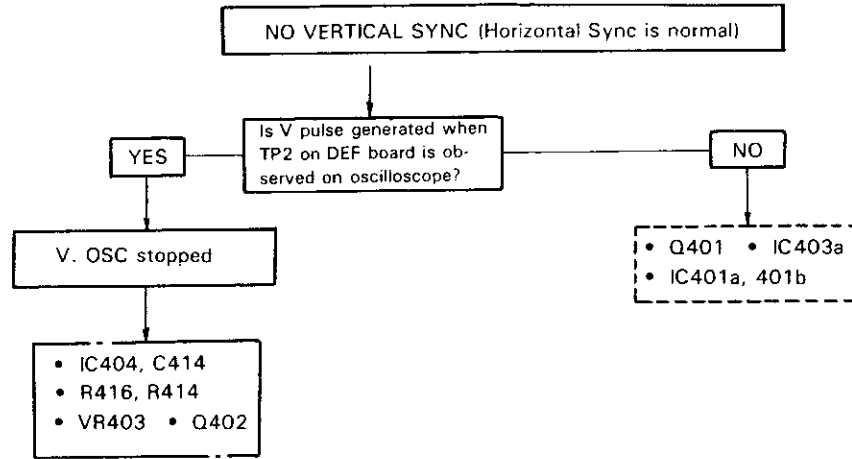 NO VERTICAL SYNC (Horizontal Sync is normal)
Is V pulse generated when
TP2 on DEF board is ob-
served on oscilloscope?
YES
NO
V. OSC stopped
• Q401 • IC403a
• IC401a, 401b
• IC404, C414
• R416, R414
• VR403 • Q402